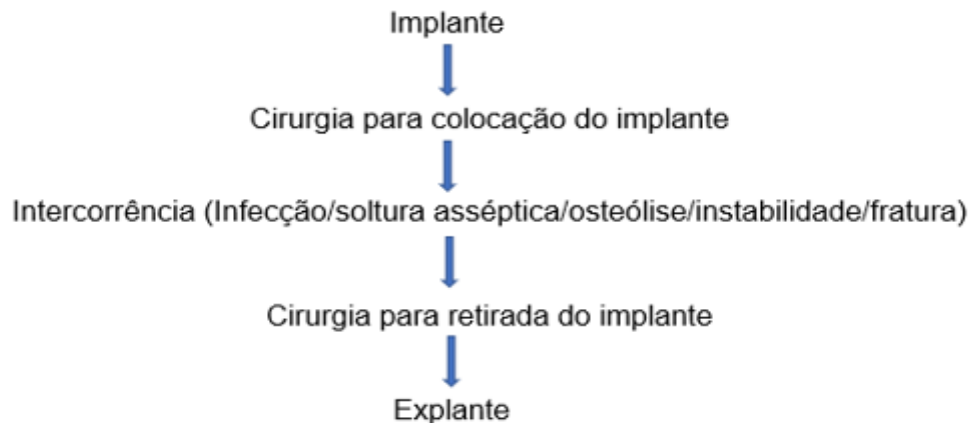 Implante
Cirurgia para colocação do implante
Intercorrência (Infecção/soltura asséptica/osteólise/instabilidade/fratura)
Cirurgia para retirada do implante
Explante